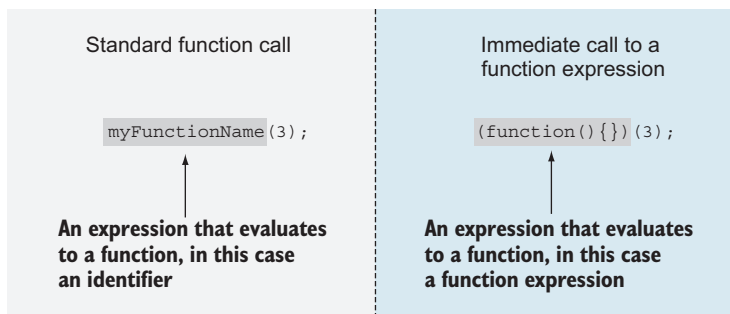 Standard function call
myFunctionName(3);
An expression that evaluates
to a function, in this case
an identifier
Immediate call to a
function expression
(function(){})(3);
An expression that evaluates
to a function, in this case
a function expression